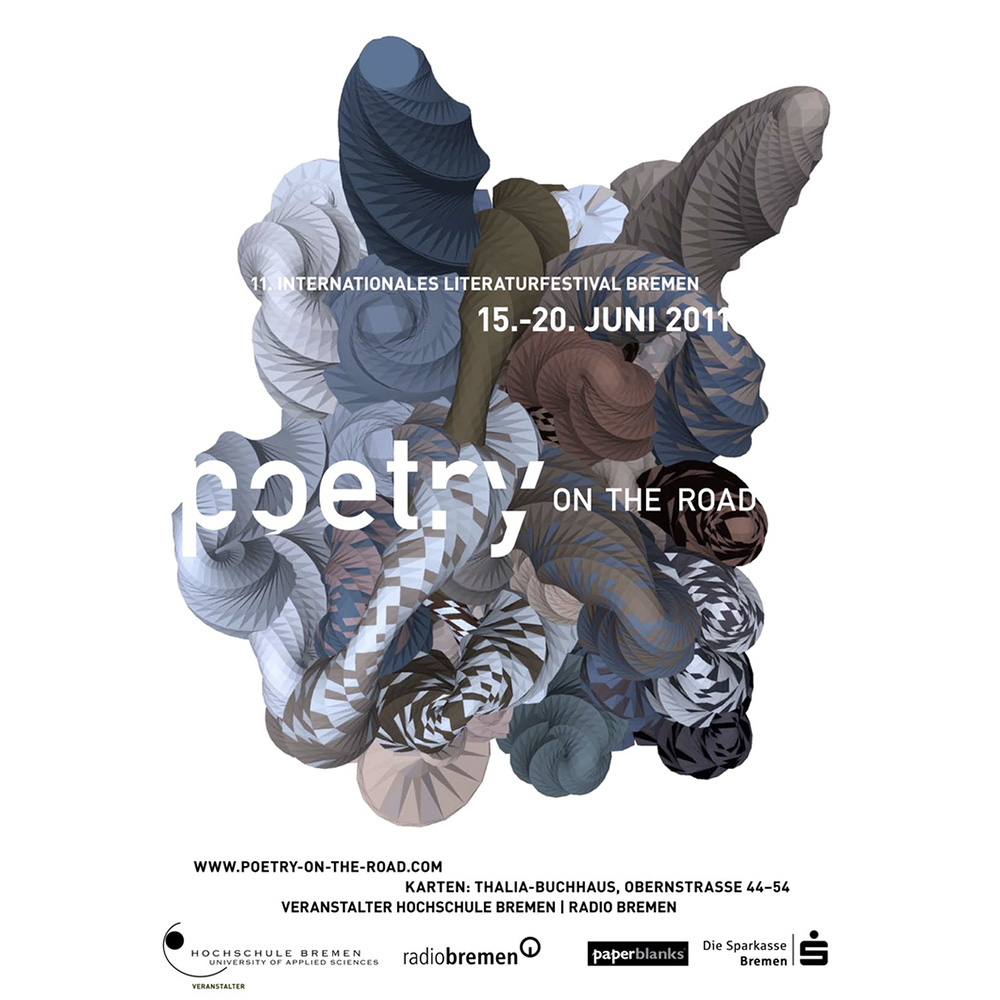 11. INTERNATIONALES LITERATURFESTIVAL BREMEN
15.-20. JUNI 2011
poetry ON THE ROAD
WWW.POETRY-ON-THE-ROAD.COM
KARTEN: THALIA-BUCHHAUS, OBERNSTRASSE 44–54
VERANSTALTER HOCHSCHULE BREMEN | RADIO BREMEN
HOCHSCHULE BREMEN
UNIVERSITY OF APPLIED SCIENCES
VERANSTALTER
radiobremen
paperblanks
Die Sparkasse
Bremen